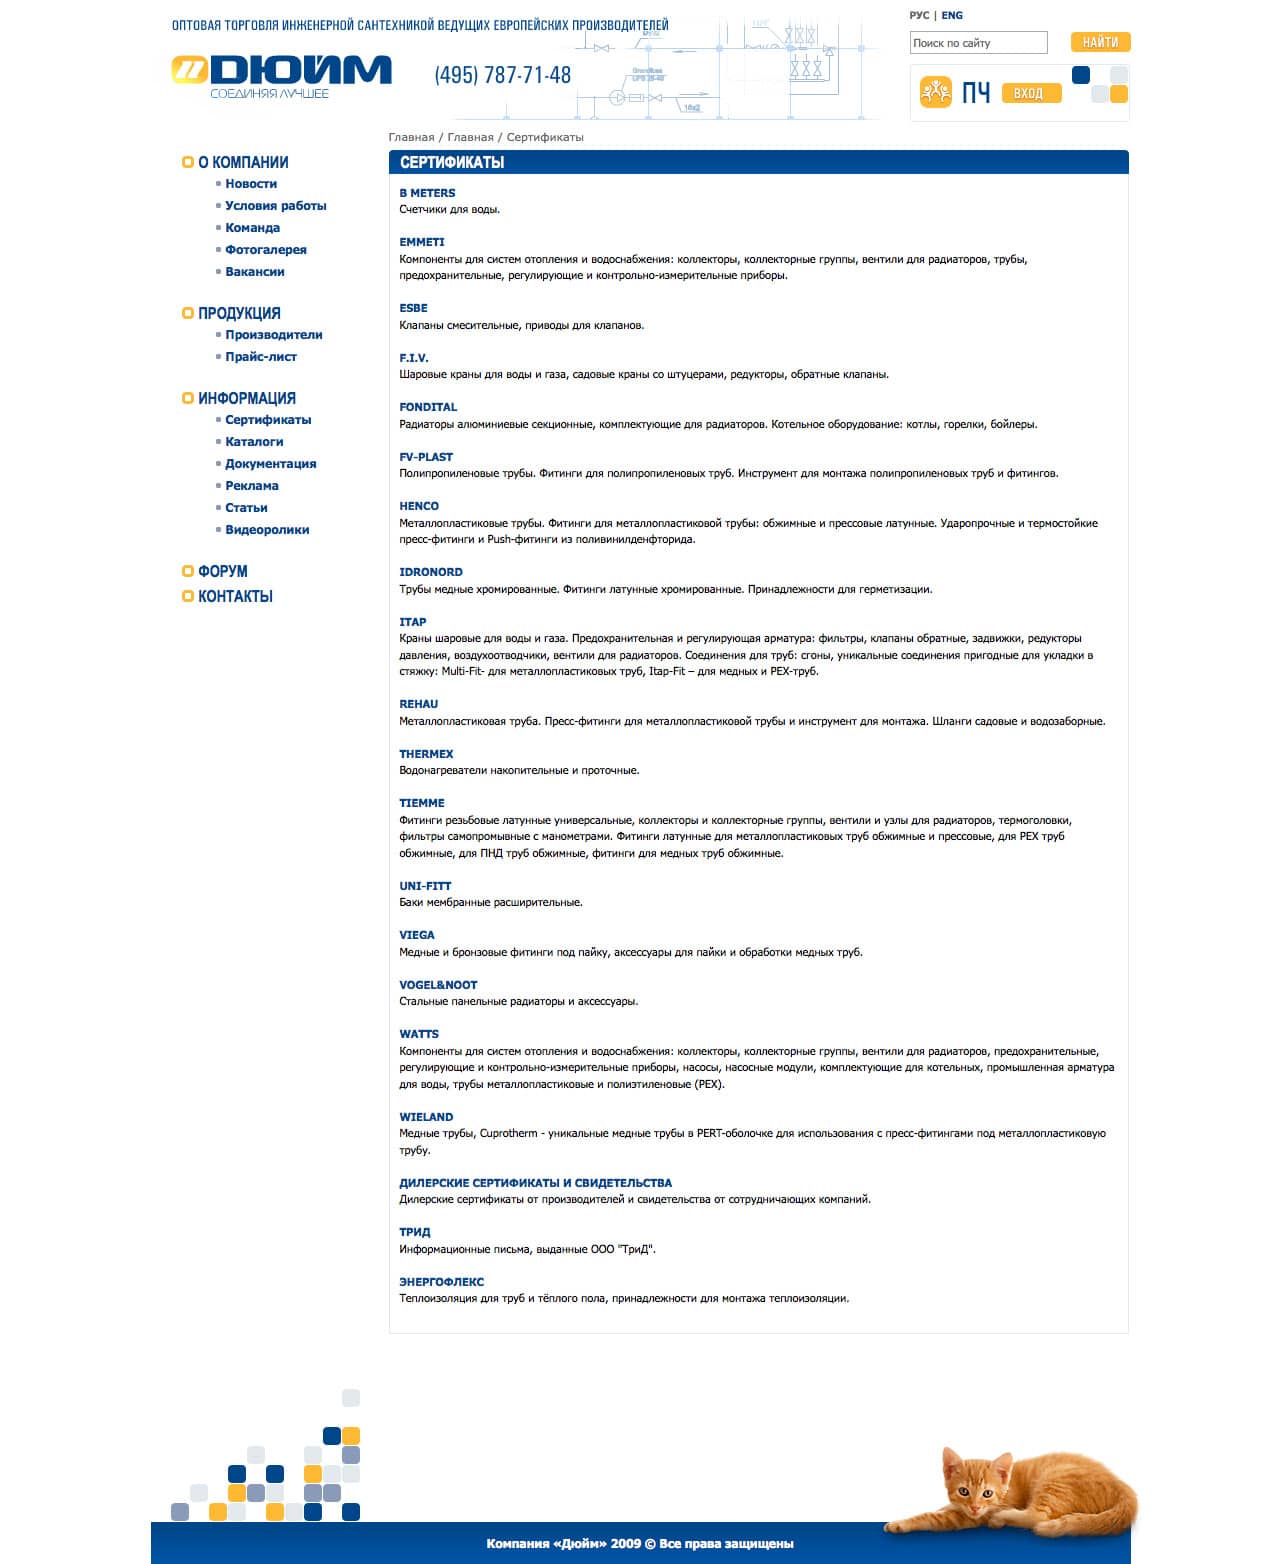 ОПТОВАЯ ТОРГОВЛЯ ИНЖЕНЕРНОЙ САНТЕХНИКОЙ ВЕДУЩИХ ЕВРОПЕЙСКИХ ПРОИЗВОДИТЕЛЕЙ
РУС | ENG
Поиск по сайту
НАЙТИ
ДЮЙМ
СОЕДИНЯЯ ЛУЧШЕЕ
(495) 787-71-48
ПЧ
ВХОД
Главная / Главная / Сертификаты
О КОМПАНИИ
Новости
Условия работы
Команда
Фотогалерея
Вакансии
ПРОДУКЦИЯ
Производители
Прайс-лист
ИНФОРМАЦИЯ
Сертификаты
Каталоги
Документация
Реклама
Статьи
Видеоролики
ФОРУМ
КОНТАКТЫ
СЕРТИФИКАТЫ
B METERS
Счетчики для воды.
EMMETI
Компоненты для систем отопления и водоснабжения: коллекторы, коллекторные группы, вентили для радиаторов, трубы,
предохранительные, регулирующие и контрольно-измерительные приборы.
ESBE
Клапаны смесительные, приводы для клапанов.
F.I.V.
Шаровые краны для воды и газа, садовые краны со штуцерами, редукторы, обратные клапаны.
FONDITAL
Радиаторы алюминиевые секционные, комплектующие для радиаторов. Котельное оборудование: котлы, горелки, бойлеры.
FV-PLAST
Полипропиленовые трубы. Фитинги для полипропиленовых труб. Инструмент для монтажа полипропиленовых труб и фитингов.
HENCO
Металлопластиковые трубы. Фитинги для металлопластиковой трубы: обжимные и прессовые латунные. Ударопрочные и термостойкие
пресс-фитинги и Push-фитинги из поливинилденфторида.
IDRONORD
Трубы медные хромированные. Фитинги латунные хромированные. Принадлежности для герметизации.
ITAP
Краны шаровые для воды и газа. Предохранительная и регулирующая арматура: фильтры, клапаны обратные, задвижки, редукторы
давления, воздухоотводчики, вентили для радиаторов. Соединения для труб: сгоны, уникальные соединения пригодные для укладки в
стяжку: Multi-Fit- для металлопластиковых труб, Itap-Fit – для медных и PEX-труб.
REHAU
Металлопластиковая труба. Пресс-фитинги для металлопластиковой трубы и инструмент для монтажа. Шланги садовые и водозаборные.
THERMEX
Водонагреватели накопительные и проточные.
TIEMME
Фитинги резьбовые латунные универсальные, коллекторы и коллекторные группы, вентили и узлы для радиаторов, термоголовки,
фильтры самопромывные с манометрами. Фитинги латунные для металлопластиковых труб обжимные и прессовые, для PEX труб
обжимные, для ПНД труб обжимные, фитинги для медных труб обжимные.
UNI-FITT
Баки мембранные расширительные.
VIEGA
Медные и бронзовые фитинги под пайку, аксессуары для пайки и обработки медных труб.
VOGEL&NOOT
Стальные панельные радиаторы и аксессуары.
WATTS
Компоненты для систем отопления и водоснабжения: коллекторы, коллекторные группы, вентили для радиаторов, предохранительные,
регулирующие и контрольно-измерительные приборы, насосы, насосные модули, комплектующие для котельных, промышленная арматура
для воды, трубы металлопластиковые и полиэтиленовые (PEX).
WIELAND
Медные трубы, Cuprotherm - уникальные медные трубы в PERT-оболочке для использования с пресс-фитингами под металлопластиковую
трубу.
ДИЛЕРСКИЕ СЕРТИФИКАТЫ И СВИДЕТЕЛЬСТВА
Дилерские сертификаты от производителей и свидетельства от сотрудничающих компаний.
ТРИД
Информационные письма, выданные ООО "ТриД".
ЭНЕРГОФЛЕКС
Теплоизоляция для труб и тёплого пола, принадлежности для монтажа теплоизоляции.
Компания «Дюйм» 2009 © Все права защищены